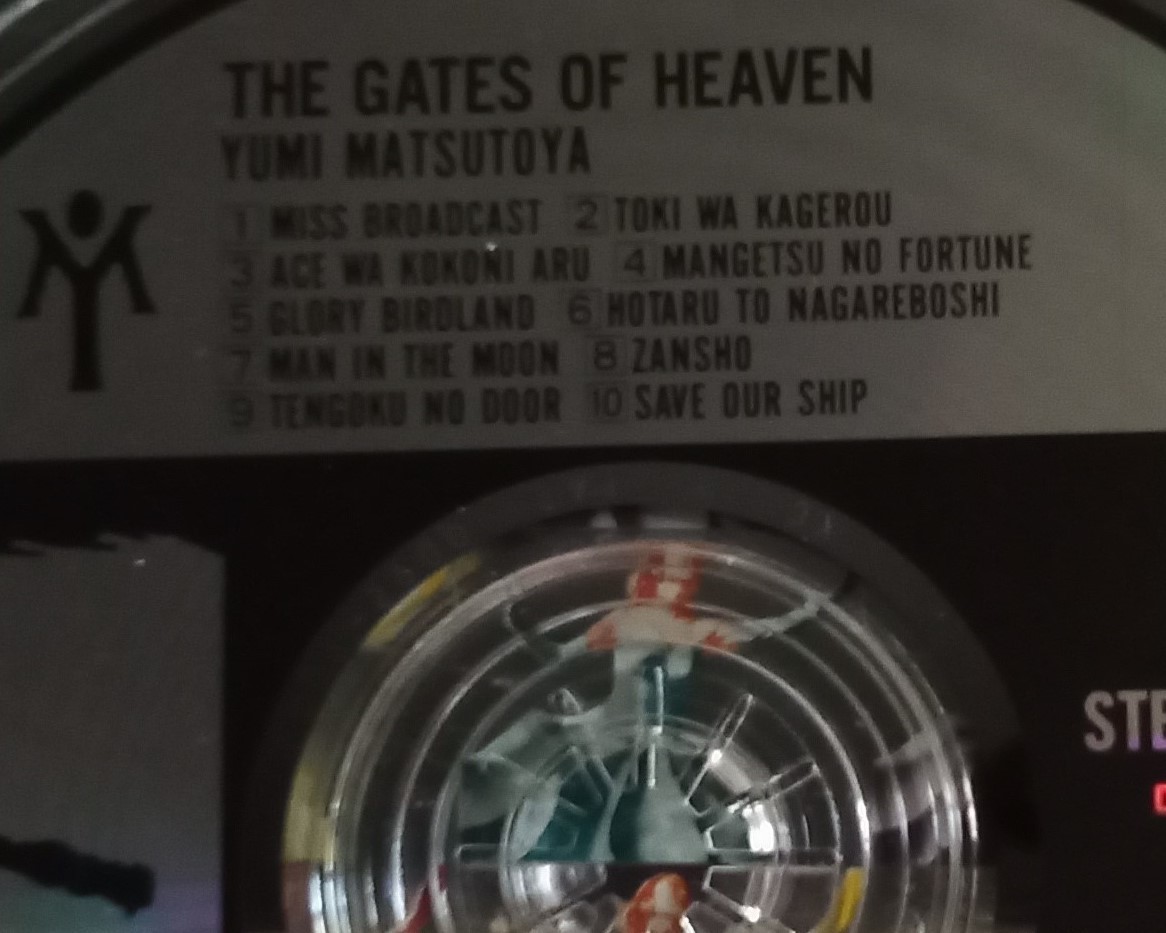 THE GATES OF HEAVEN
YUMI MATSUTOYA
1 MISS BROADCAST 2 TOKI WA KAGEROU
3 ACE WA KOKONI ARU 4 MANGETSU NO FORTUNE
5 GLORY BIRDLAND 6 HOTARU TO NAGAREBOSHI
7 MAN IN THE MOON 8 ZANSHO
9 TENGOKU NO DOOR 10 SAVE OUR SHIP
STE